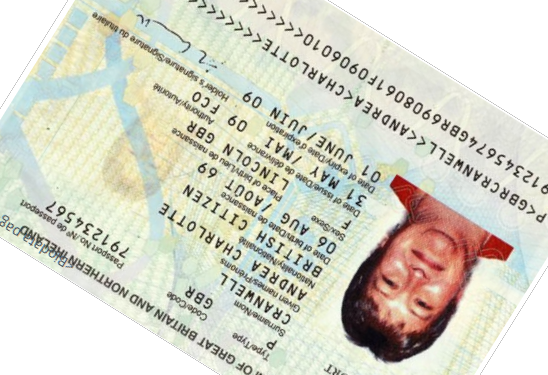 OF GREAT BRITAIN AND NORTHERN IRELAND
RT
Type/Type Code/Code Passport No./Nº de passeport
P GBR 791234567
Surname/Nom
CRANWELL
Given names/Prénoms
ANDREA CHARLOTTE
Nationality/Nationalité
BRITISH CITIZEN
Date of birth/Date de naissance
AUG /AOUT 69
Sex/Sexe Place of birth/Lieu de naissance
F LINCOLN GBR
Date of issue/Date de délivrance Authority/Autorité
31 MAY /MAI 09 FCO
Date of expiry/Date d'expiration Holder's signature/Signature du titulaire
01 JUNE/JUIN 09
P<GBRCRANWELL<<ANDREA<CHARLOTTE<<<<<<
912345674GBR6908061F0906010<<<<<<